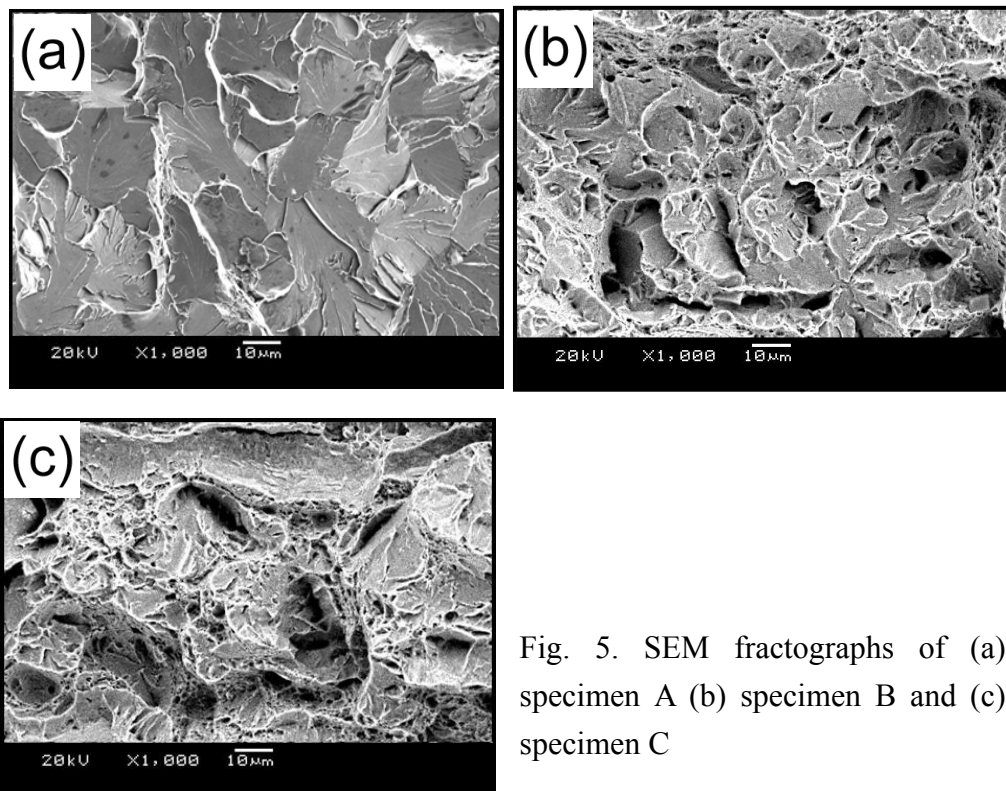 (a)
20kV X1,000 10μm
(b)
20kV X1,000 10μm
(c)
20kV X1,000 10μm
Fig. 5. SEM fractographs of (a)
specimen A (b) specimen B and (c)
specimen C